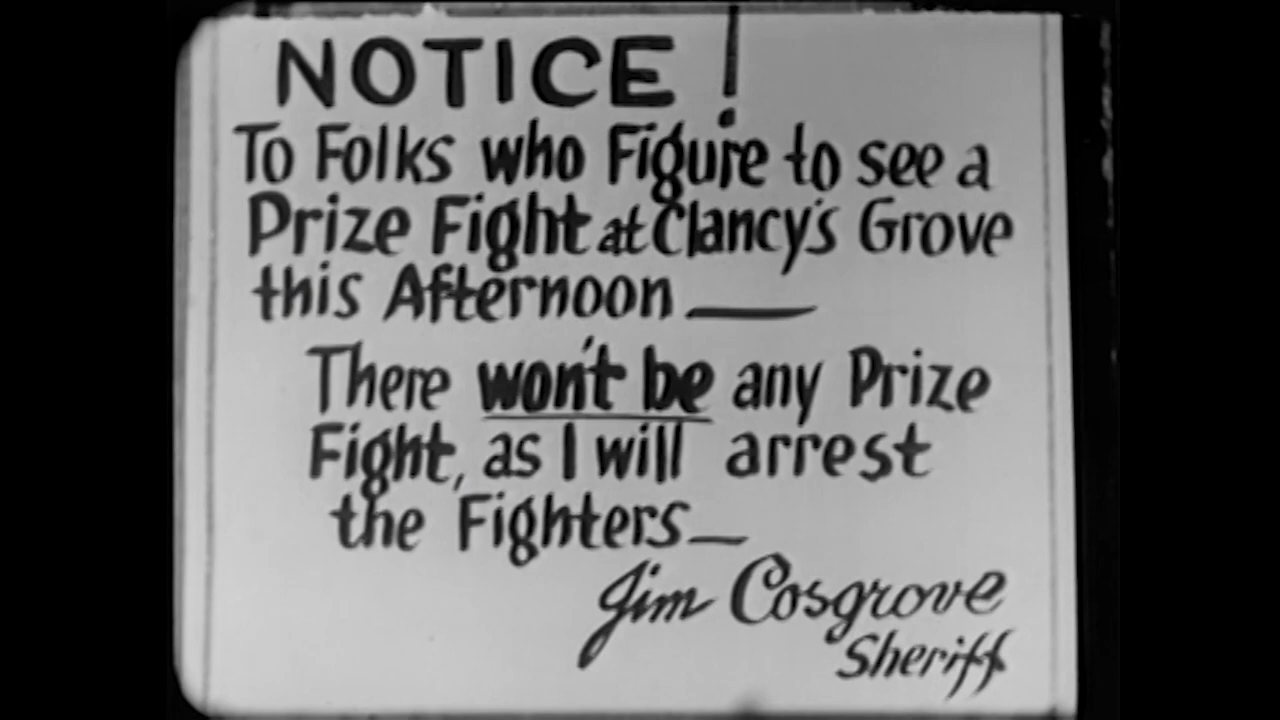 NOTICE!
To Folks who Figure to see a
Prize Fight at Clancy's Grove
this Afternoon —
There won't be any Prize
Fight, as I will arrest
the Fighters —
Jim Cosgrove
Sheriff